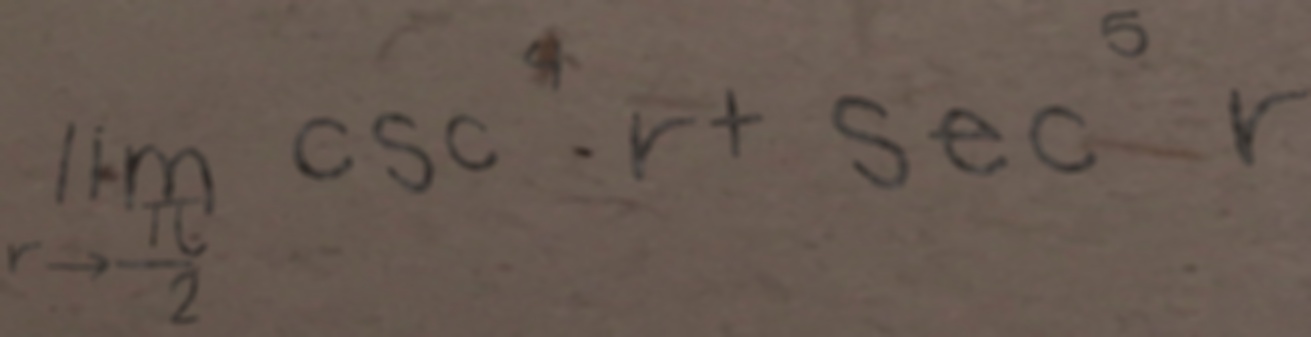 lim csc⁴ · r + sec⁵ r
r → π/2